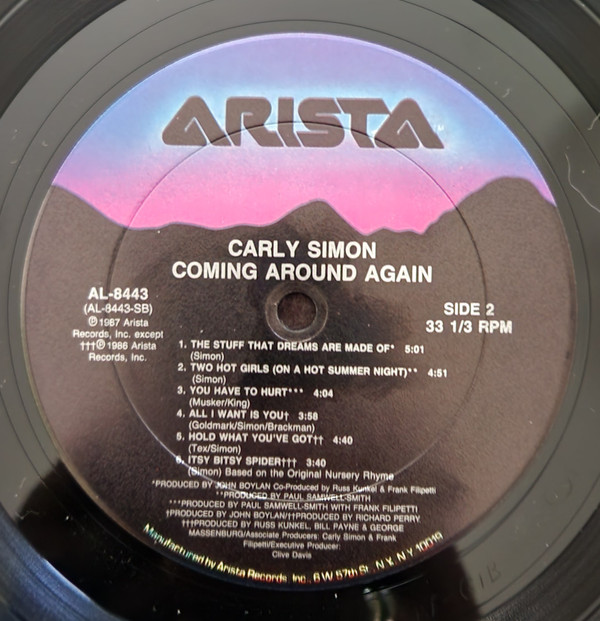 ARISTA
CARLY SIMON
COMING AROUND AGAIN
AL-8443
(AL-8443-SB)
℗1987 Arista
Records, Inc. except
†††℗1986 Arista
Records, Inc.
SIDE 2
33 1/3 RPM
1. THE STUFF THAT DREAMS ARE MADE OF* 5:01
(Simon)
2. TWO HOT GIRLS (ON A HOT SUMMER NIGHT)** 4:51
(Simon)
3. YOU HAVE TO HURT*** 4:04
(Musker/King)
4. ALL I WANT IS YOU† 3:58
(Goldmark/Simon/Brackman)
5. HOLD WHAT YOU'VE GOT†† 4:40
(Tex/Simon)
6. ITSY BITSY SPIDER††† 3:40
(Simon) Based on the Original Nursery Rhyme
*PRODUCED BY JOHN BOYLAN Co-Produced by Russ Kunkel & Frank Filipetti
**PRODUCED BY PAUL SAMWELL-SMITH
***PRODUCED BY PAUL SAMWELL-SMITH WITH FRANK FILIPETTI
†PRODUCED BY JOHN BOYLAN††PRODUCED BY RICHARD PERRY
†††PRODUCED BY RUSS KUNKEL, BILL PAYNE & GEORGE
MASSENBURG/Associate Producers: Carly Simon & Frank
Filipetti/Executive Producer:
Clive Davis
Manufactured by Arista Records, Inc., 6 W 57th St., N.Y., N.Y. 10019